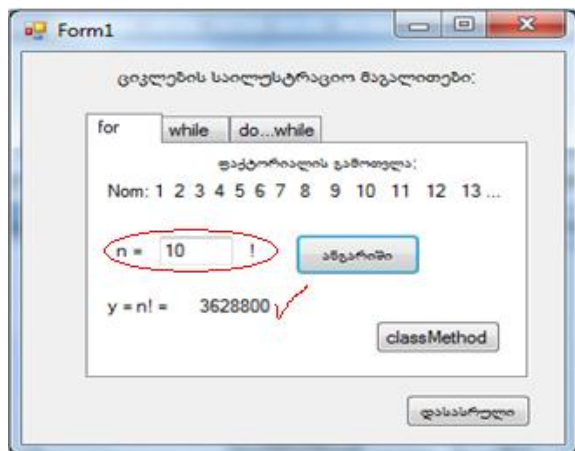 Form1
ციკლების საილუსტრაციო მაგალითები:
for while do...while
ფაქტორიალის გამოთვლა:
Nom: 1 2 3 4 5 6 7 8 9 10 11 12 13 ...
n = 10 ! ანგარიში
y = n! = 3628800
classMethod
დასასრული